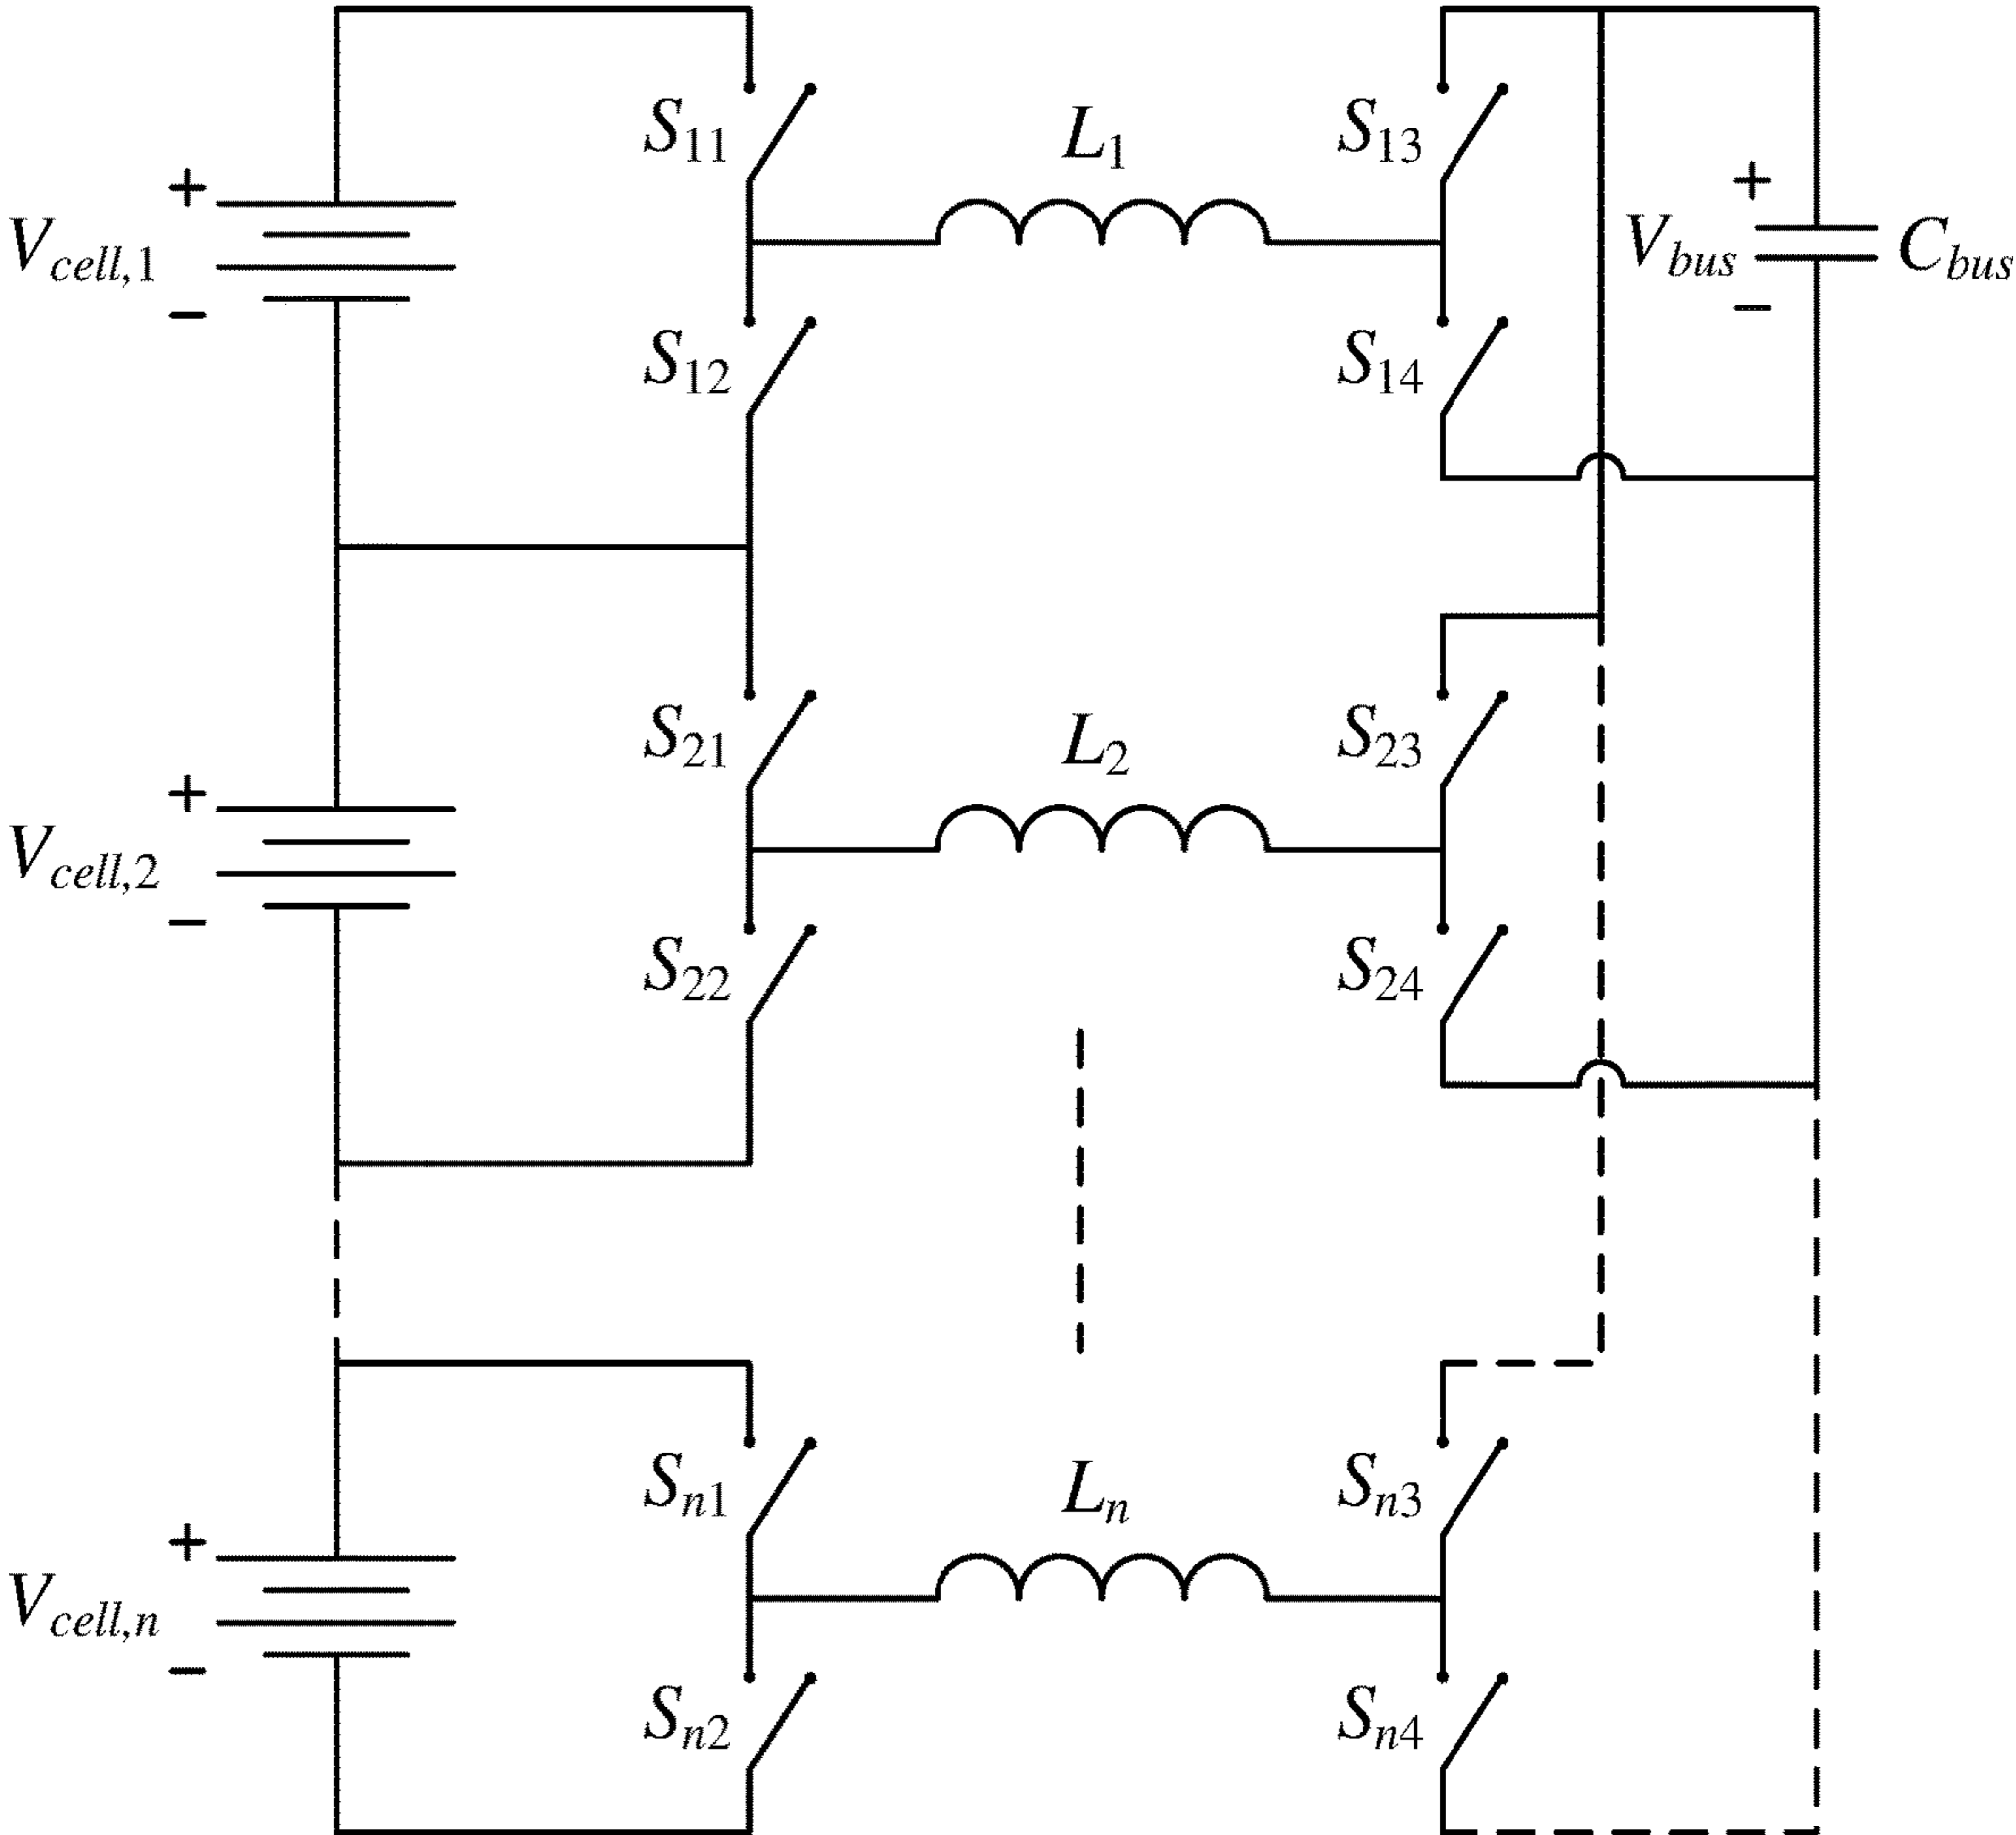 S11
L1
S13
+
+
Vcell,1
Vbus
Cbus
−
−
S12
S14
S21
L2
S23
+
Vcell,2
−
S22
S24
Sn1
Ln
Sn3
+
Vcell,n
−
Sn2
Sn4